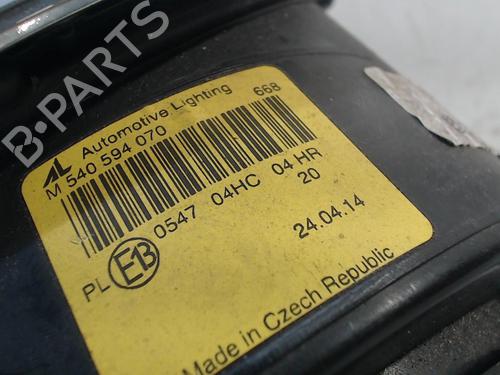 B-PARTS
AL Automotive Lighting 668
M 540 594 070
0547 04HC 04 HR
20
PL E13 24.04.14
Made in Czech Republic